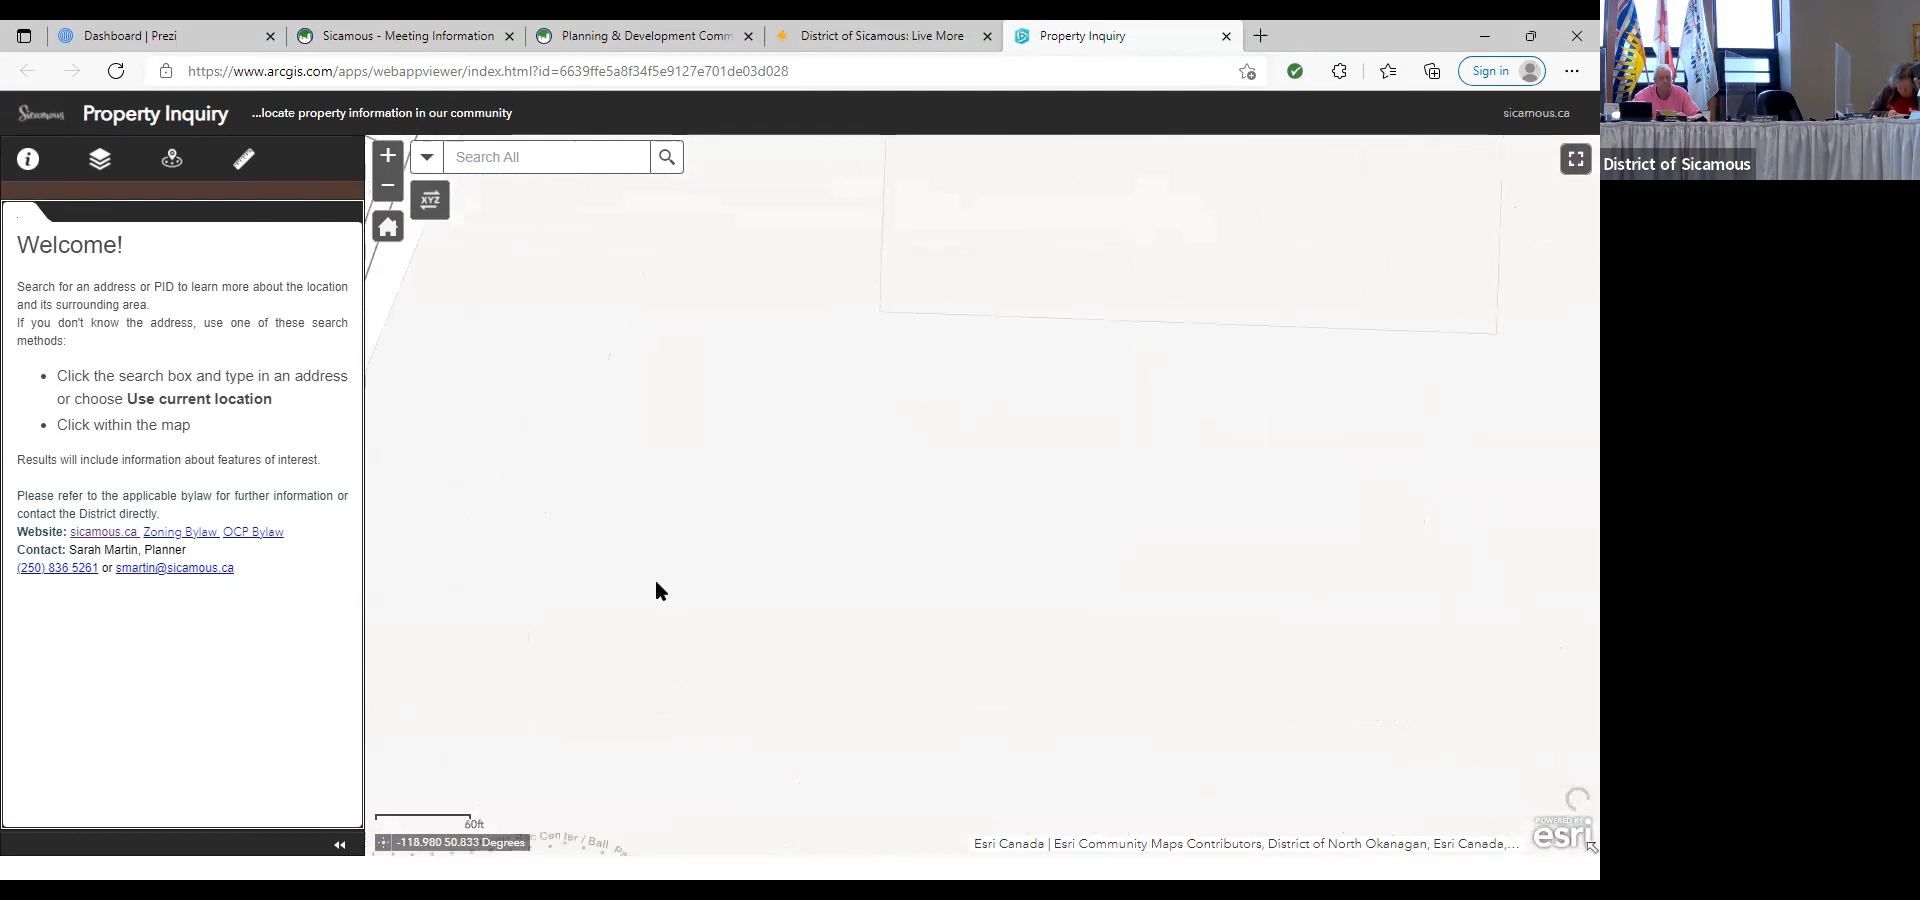 Dashboard | Prezi
Sicamous - Meeting Information
Planning & Development Comm
District of Sicamous: Live More
Property Inquiry
https://www.arcgis.com/apps/webappviewer/index.html?id=6639ffe5a8f34f5e9127e701de03d028
Sign in
Sicamous
Property Inquiry
...locate property information in our community
sicamous.ca
Search All
XYZ
District of Sicamous
Welcome!
Search for an address or PID to learn more about the location
and its surrounding area.
If you don't know the address, use one of these search
methods:
• Click the search box and type in an address
or choose Use current location
• Click within the map
Results will include information about features of interest.
Please refer to the applicable bylaw for further information or
contact the District directly.
Website: sicamous.ca Zoning Bylaw OCP Bylaw
Contact: Sarah Martin, Planner
(250) 836 5261 or smartin@sicamous.ca
60ft
-118.980 50.833 Degrees
Center / Ball
Esri Canada | Esri Community Maps Contributors, District of North Okanagan, Esri Canada,...
POWERED BY
esri